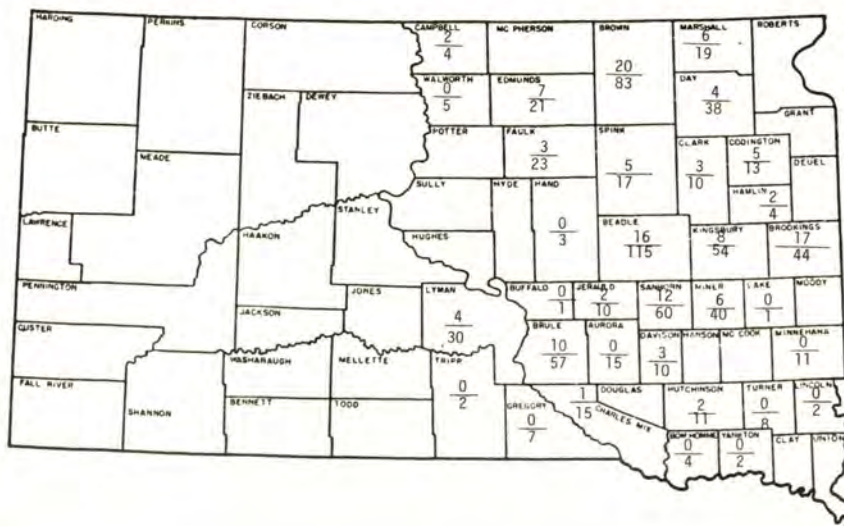 HARDING
PERKINS
CORSON
CAMPBELL
2
4
MC PHERSON
BROWN
20
83
MARSHALL
6
19
ROBERTS
WALWORTH
0
5
EDMUNDS
7
21
DAY
4
38
ZIEBACH
DEWEY
GRANT
BUTTE
MEADE
POTTER
FAULK
3
23
SPINK
5
17
CLARK
3
10
CODINGTON
5
13
DEUEL
HAMLIN
2
4
SULLY
HYDE
HAND
0
3
LAWRENCE
STANLEY
HAAKON
HUGHES
BEADLE
16
115
KINGSBURY
8
54
BROOKINGS
17
44
PENNINGTON
JACKSON
JONES
LYMAN
4
30
BUFFALO
0
1
JERAULD
2
10
SANBORN
12
60
MINER
6
40
LAKE
0
1
MOODY
CUSTER
BRULE
10
57
AURORA
0
15
DAVISON
3
10
HANSON
MC COOK
MINNEHAHA
0
11
WASHABAUGH
MELLETTE
TRIPP
0
2
FALL RIVER
SHANNON
BENNETT
TODD
GREGORY
0
7
CHARLES MIX
1
15
DOUGLAS
HUTCHINSON
2
11
TURNER
0
8
LINCOLN
0
2
BON HOMME
0
4
YANKTON
0
2
CLAY
UNION